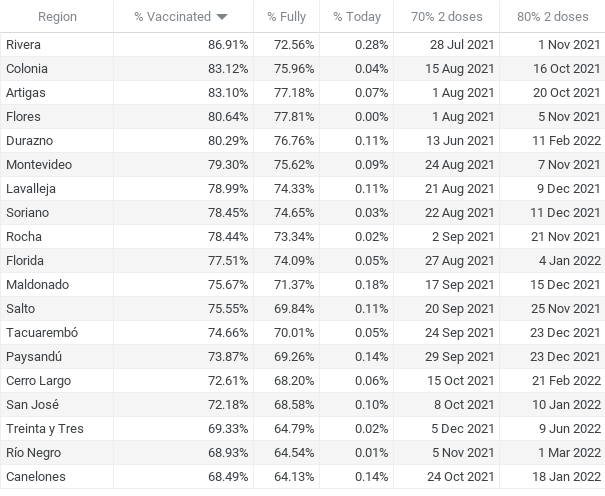 Region % Vaccinated % Fully % Today 70% 2 doses 80% 2 doses
Rivera 86.91% 72.56% 0.28% 28 Jul 2021 1 Nov 2021
Colonia 83.12% 75.96% 0.04% 15 Aug 2021 16 Oct 2021
Artigas 83.10% 77.18% 0.07% 1 Aug 2021 20 Oct 2021
Flores 80.64% 77.81% 0.00% 1 Aug 2021 5 Nov 2021
Durazno 80.29% 76.76% 0.11% 13 Jun 2021 11 Feb 2022
Montevideo 79.30% 75.62% 0.09% 24 Aug 2021 7 Nov 2021
Lavalleja 78.99% 74.33% 0.11% 21 Aug 2021 9 Dec 2021
Soriano 78.45% 74.65% 0.03% 22 Aug 2021 11 Dec 2021
Rocha 78.44% 73.34% 0.02% 2 Sep 2021 21 Nov 2021
Florida 77.51% 74.09% 0.05% 27 Aug 2021 4 Jan 2022
Maldonado 75.67% 71.37% 0.18% 17 Sep 2021 15 Dec 2021
Salto 75.55% 69.84% 0.11% 20 Sep 2021 25 Nov 2021
Tacuarembó 74.66% 70.01% 0.05% 24 Sep 2021 23 Dec 2021
Paysandú 73.87% 69.26% 0.14% 29 Sep 2021 23 Dec 2021
Cerro Largo 72.61% 68.20% 0.06% 15 Oct 2021 21 Feb 2022
San José 72.18% 68.58% 0.10% 8 Oct 2021 10 Jan 2022
Treinta y Tres 69.33% 64.79% 0.02% 5 Dec 2021 9 Jun 2022
Río Negro 68.93% 64.54% 0.01% 5 Nov 2021 1 Mar 2022
Canelones 68.49% 64.13% 0.14% 24 Oct 2021 18 Jan 2022